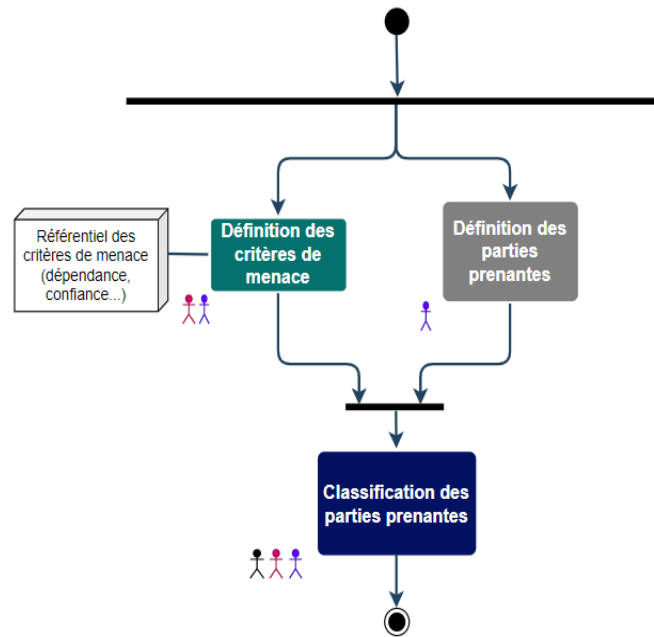 Définition des
critères de
menace
Définition des
parties
prenantes
Référentiel des
critères de menace
(dépendance,
confiance...)
Classification des
parties prenantes